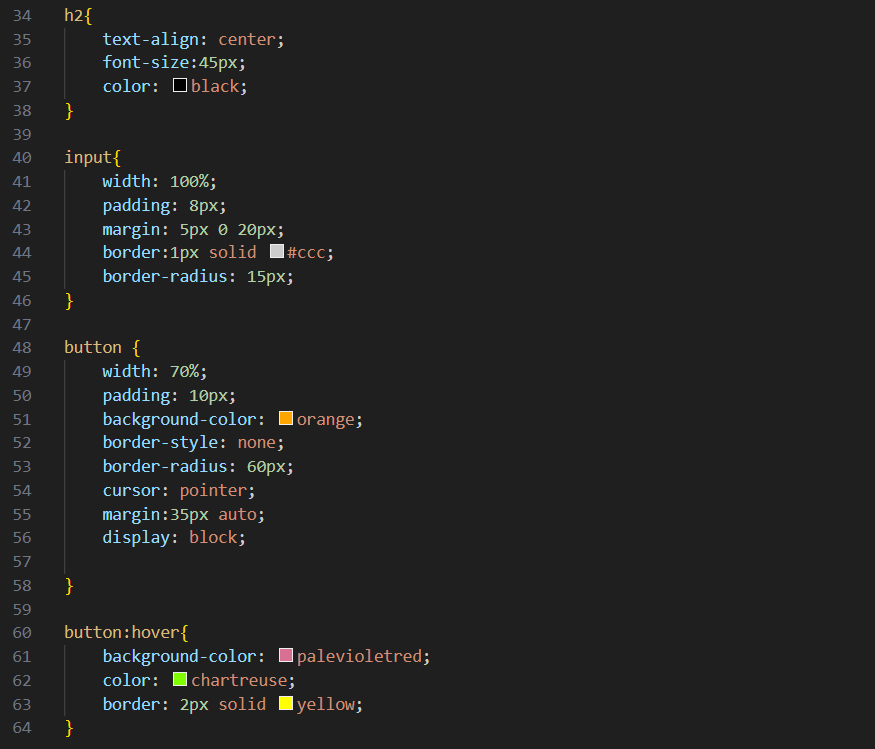 34 h2{
35     text-align: center;
36     font-size:45px;
37     color: black;
38 }
39
40 input{
41     width: 100%;
42     padding: 8px;
43     margin: 5px 0 20px;
44     border:1px solid #ccc;
45     border-radius: 15px;
46 }
47
48 button {
49     width: 70%;
50     padding: 10px;
51     background-color: orange;
52     border-style: none;
53     border-radius: 60px;
54     cursor: pointer;
55     margin:35px auto;
56     display: block;
57
58 }
59
60 button:hover{
61     background-color: palevioletred;
62     color: chartreuse;
63     border: 2px solid yellow;
64 }